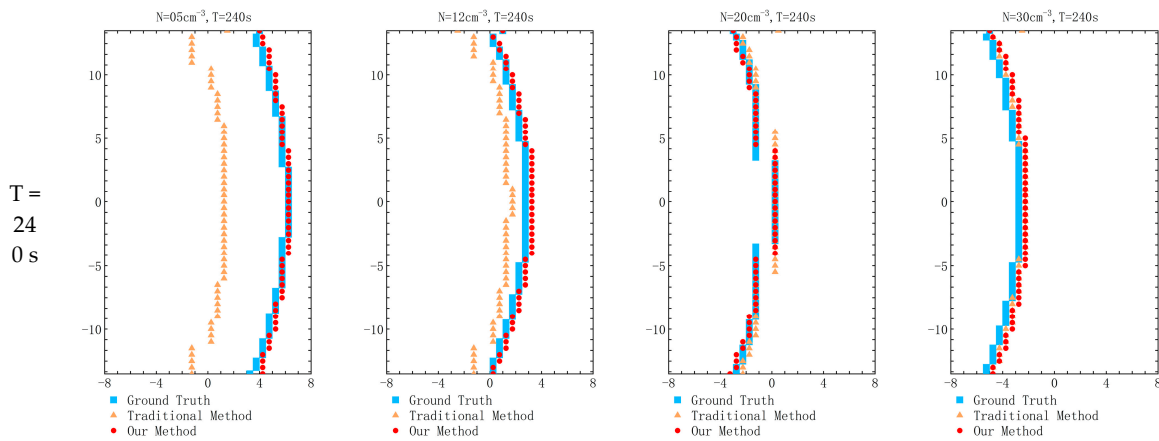 N=05cm⁻³,T=240s
N=12cm⁻³,T=240s
N=20cm⁻³,T=240s
N=30cm⁻³,T=240s
T =
24
0 s
10
5
0
−5
−10
−8
−4
0
4
8
Ground Truth
Traditional Method
Our Method
10
5
0
−5
−10
−8
−4
0
4
8
Ground Truth
Traditional Method
Our Method
10
5
0
−5
−10
−8
−4
0
4
8
Ground Truth
Traditional Method
Our Method
10
5
0
−5
−10
−8
−4
0
4
8
Ground Truth
Traditional Method
Our Method